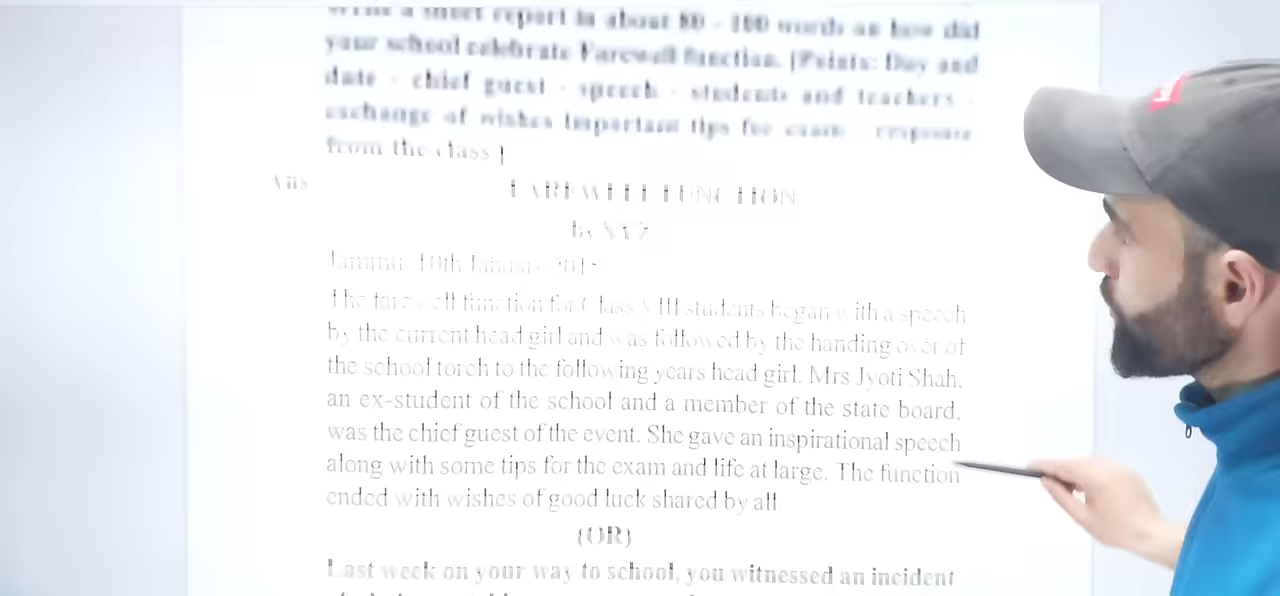 Write a short report in about 80 - 100 words as how did
your school celebrate Farewell function. [Points: Day and
date - chief guest - speech - students and teachers -
exchange of wishes important tips for exam response
from the class]
Ans
FAREWELL FUNCTION
by XYZ
Jammu: 10th January
The farewell function for Class VIII students began with a speech
by the current head girl and was followed by the handing over of
the school torch to the following years head girl. Mrs Jyoti Shah,
an ex-student of the school and a member of the state board,
was the chief guest of the event. She gave an inspirational speech
along with some tips for the exam and life at large. The function
ended with wishes of good luck shared by all.
(OR)
Last week on your way to school, you witnessed an incident